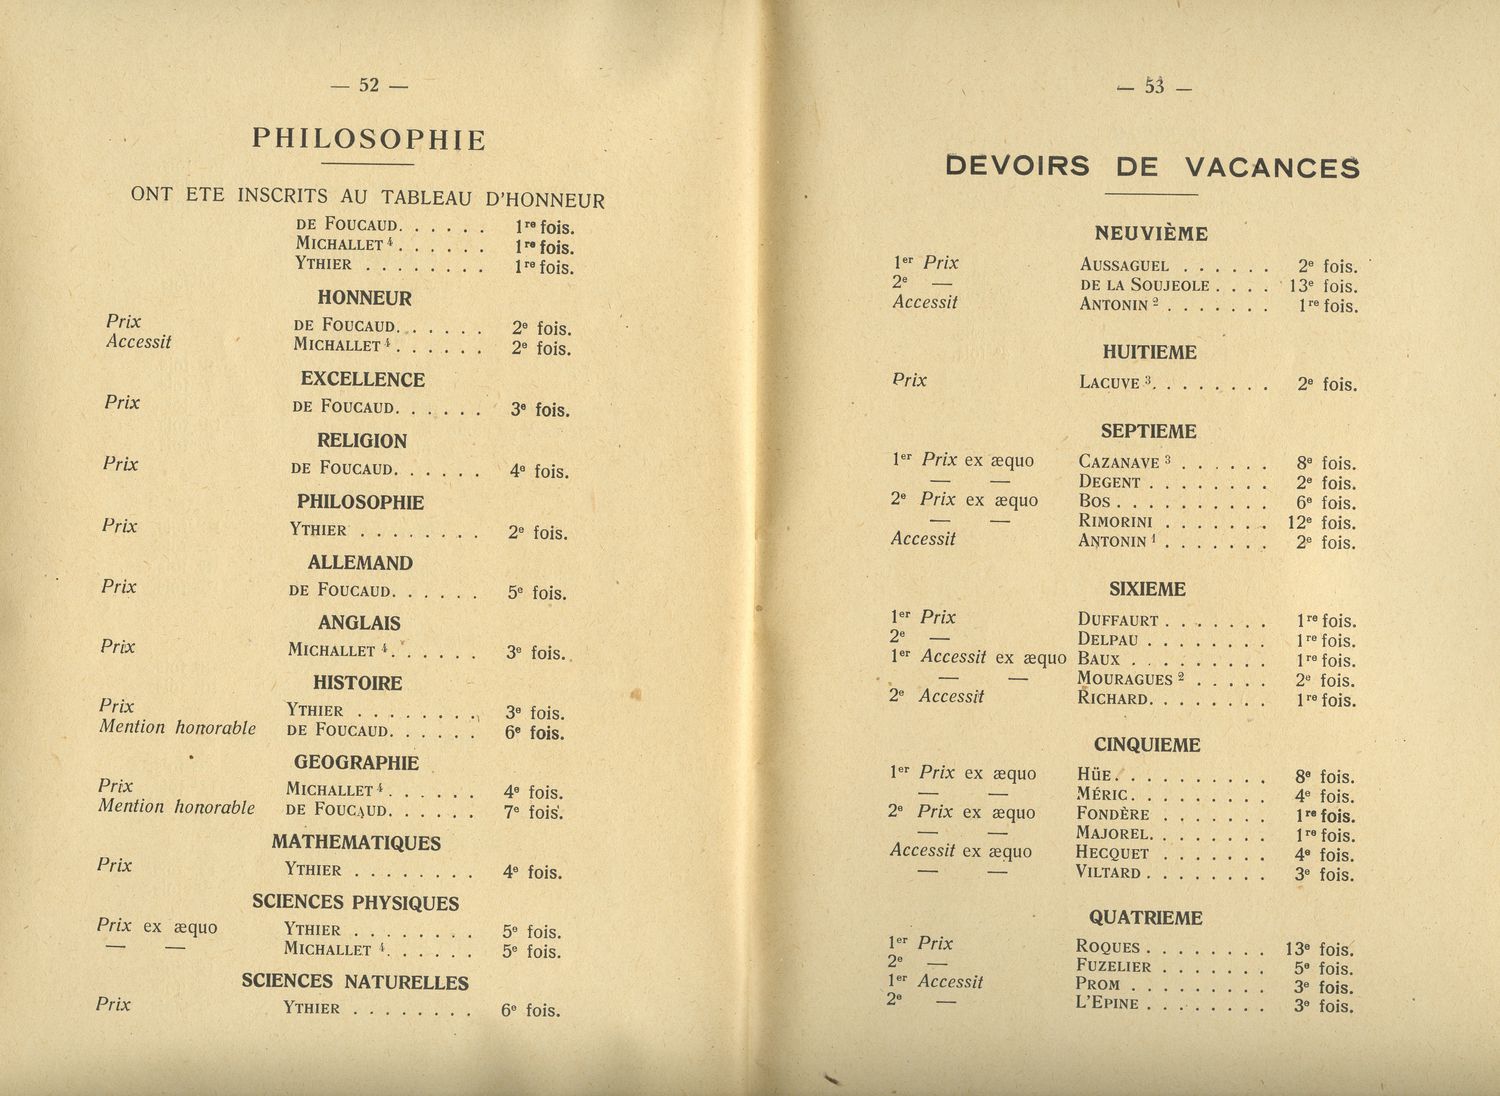 — 52 —
PHILOSOPHIE
ONT ETE INSCRITS AU TABLEAU D'HONNEUR
DE FOUCAUD. . . . . . 1re fois.
MICHALLET 4 . . . . . . 1re fois.
YTHIER . . . . . . . . 1re fois.
HONNEUR
Prix DE FOUCAUD. . . . . . 2e fois.
Accessit MICHALLET 4 . . . . . . 2e fois.
EXCELLENCE
Prix DE FOUCAUD. . . . . . 3e fois.
RELIGION
Prix DE FOUCAUD. . . . . . 4e fois.
PHILOSOPHIE
Prix YTHIER . . . . . . . . 2e fois.
ALLEMAND
Prix DE FOUCAUD. . . . . . 5e fois.
ANGLAIS
Prix MICHALLET 4 . . . . . . 3e fois.
HISTOIRE
Prix YTHIER . . . . . . . . 3e fois.
Mention honorable DE FOUCAUD. . . . . . 6e fois.
GEOGRAPHIE
Prix MICHALLET 4 . . . . . . 4e fois.
Mention honorable DE FOUCAUD. . . . . . 7e fois.
MATHEMATIQUES
Prix YTHIER . . . . . . . . 4e fois.
SCIENCES PHYSIQUES
Prix ex æquo YTHIER . . . . . . . . 5e fois.
— — MICHALLET 4 . . . . . . 5e fois.
SCIENCES NATURELLES
Prix YTHIER . . . . . . . . 6e fois.
— 53 —
DEVOIRS DE VACANCES
NEUVIÈME
1er Prix AUSSAGUEL . . . . . . 2e fois.
2e — DE LA SOUJEOLE . . . . 13e fois.
Accessit ANTONIN 2 . . . . . . . 1re fois.
HUITIEME
Prix LACUVE 3 . . . . . . . . 2e fois.
SEPTIEME
1er Prix ex æquo CAZANAVE 3 . . . . . . 8e fois.
— — DEGENT . . . . . . . . 2e fois.
2e Prix ex æquo BOS . . . . . . . . . . 6e fois.
— — RIMORINI . . . . . . . 12e fois.
Accessit ANTONIN 1 . . . . . . . 2e fois.
SIXIEME
1er Prix DUFFAURT . . . . . . . 1re fois.
2e — DELPAU . . . . . . . . 1re fois.
1er Accessit ex æquo BAUX . . . . . . . . . 1re fois.
— — MOURAGUES 2 . . . . . 2e fois.
2e Accessit RICHARD. . . . . . . . 1re fois.
CINQUIEME
1er Prix ex æquo HÜE. . . . . . . . . . 8e fois.
— — MÉRIC. . . . . . . . . 4e fois.
2e Prix ex æquo FONDÈRE . . . . . . . 1re fois.
— — MAJOREL. . . . . . . . 1re fois.
Accessit ex æquo HECQUET . . . . . . . 4e fois.
— — VILTARD . . . . . . . . 3e fois.
QUATRIEME
1er Prix ROQUES . . . . . . . . 13e fois.
2e — FUZELIER . . . . . . . 5e fois.
1er Accessit PROM . . . . . . . . . 3e fois.
2e — L'EPINE . . . . . . . . 3e fois.